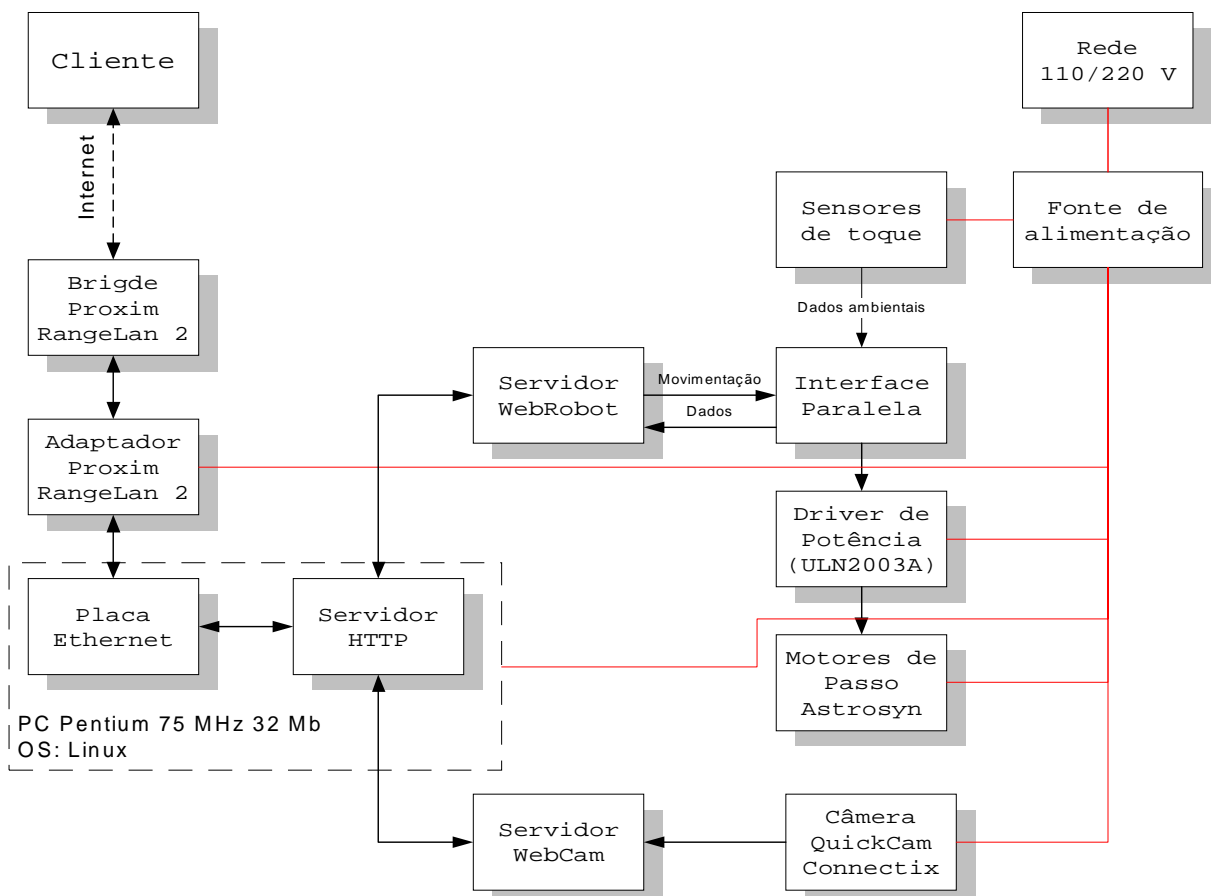 Cliente
Rede
110/220 V
Internet
Sensores
de toque
Fonte de
alimentação
Brigde
Proxim
RangeLan 2
Dados ambientais
Servidor
WebRobot
Movimentação
Dados
Interface
Paralela
Adaptador
Proxim
RangeLan 2
Driver de
Potência
(ULN2003A)
Placa
Ethernet
Servidor
HTTP
Motores de
Passo
Astrosyn
PC Pentium 75 MHz 32 Mb
OS: Linux
Servidor
WebCam
Câmera
QuickCam
Connectix